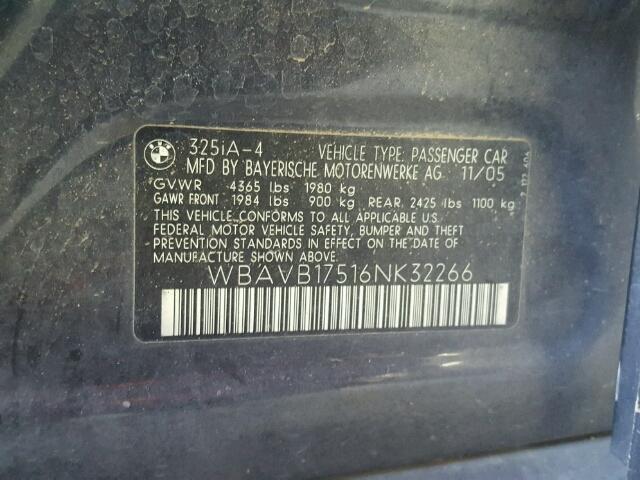 BMW
325iA-4 VEHICLE TYPE: PASSENGER CAR
MFD BY BAYERISCHE MOTORENWERKE AG 11/05
GVWR 4365 lbs 1980 kg
GAWR FRONT 1984 lbs 900 kg REAR 2425 lbs 1100 kg
THIS VEHICLE CONFORMS TO ALL APPLICABLE U.S.
FEDERAL MOTOR VEHICLE SAFETY, BUMPER AND THEFT
PREVENTION STANDARDS IN EFFECT ON THE DATE OF
MANUFACTURE SHOWN ABOVE.
WBAVB17516NK32266